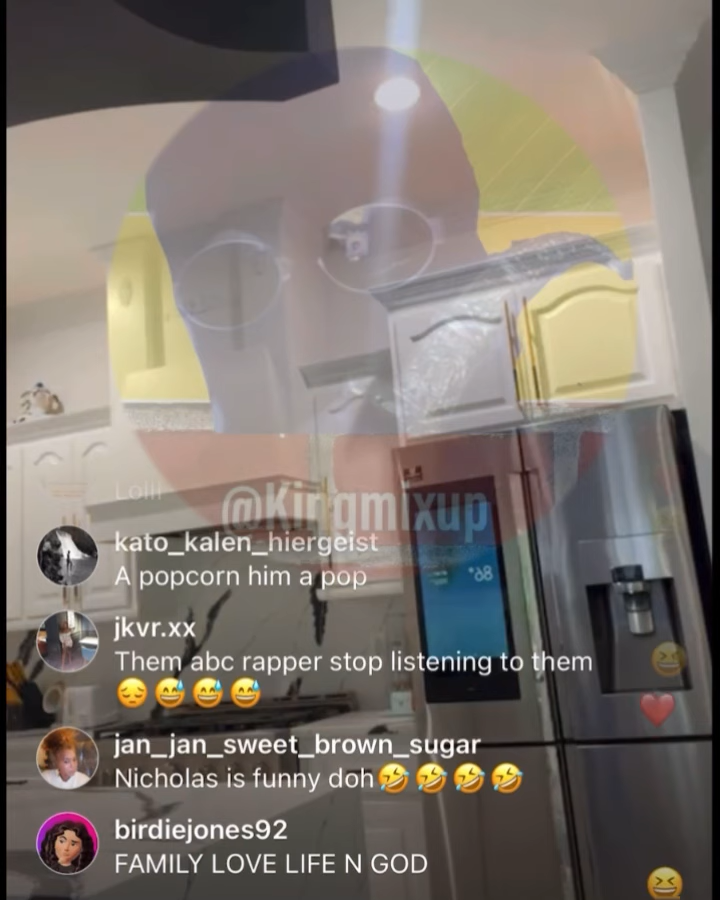 Lolli
@Kingmixup
kato_kalen_hiergeist
A popcorn him a pop
jkvr.xx
Them abc rapper stop listening to them
😔😅😅😅
jan_jan_sweet_brown_sugar
Nicholas is funny doh🤣🤣🤣🤣
birdiejones92
FAMILY LOVE LIFE N GOD